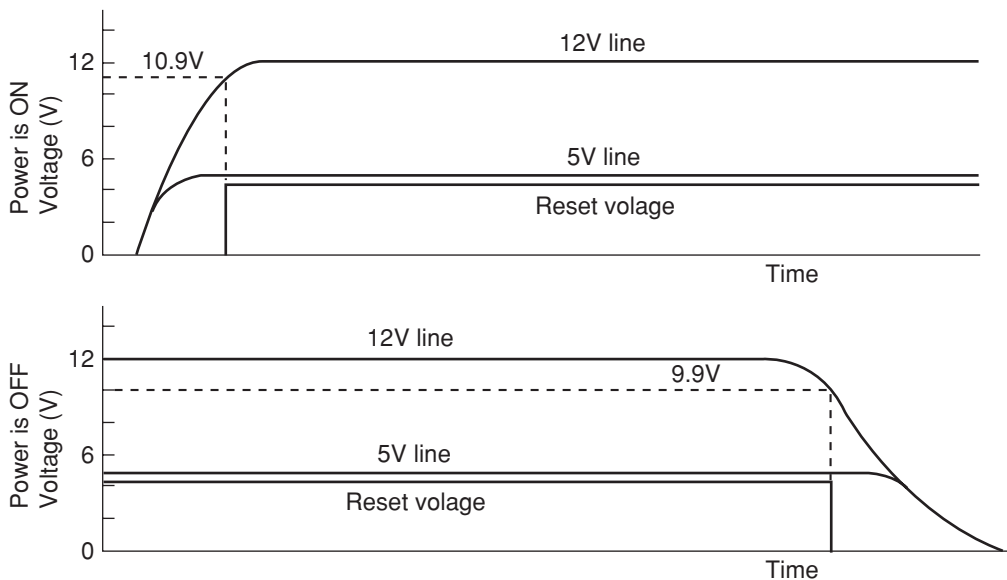 Power is ON
Voltage (V)
12
6
0
10.9V
12V line
5V line
Reset volage
Time
Power is OFF
Voltage (V)
12
6
0
12V line
9.9V
5V line
Reset volage
Time